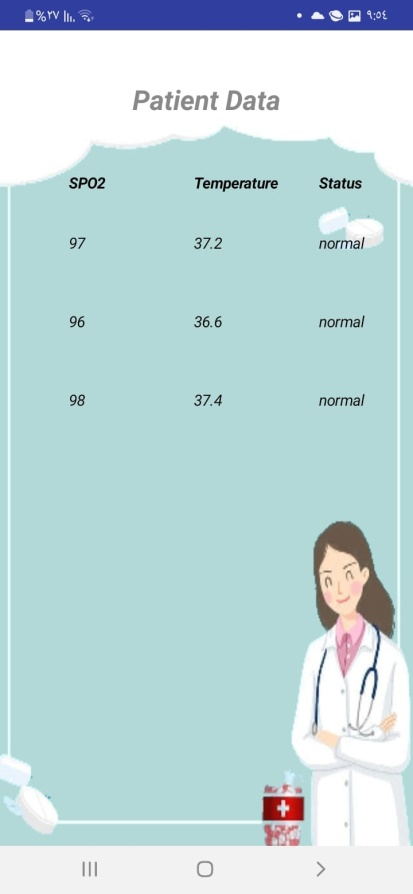 %٢٧ ٩:٥٤
Patient Data
SPO2 Temperature Status
97 37.2 normal
96 36.6 normal
98 37.4 normal